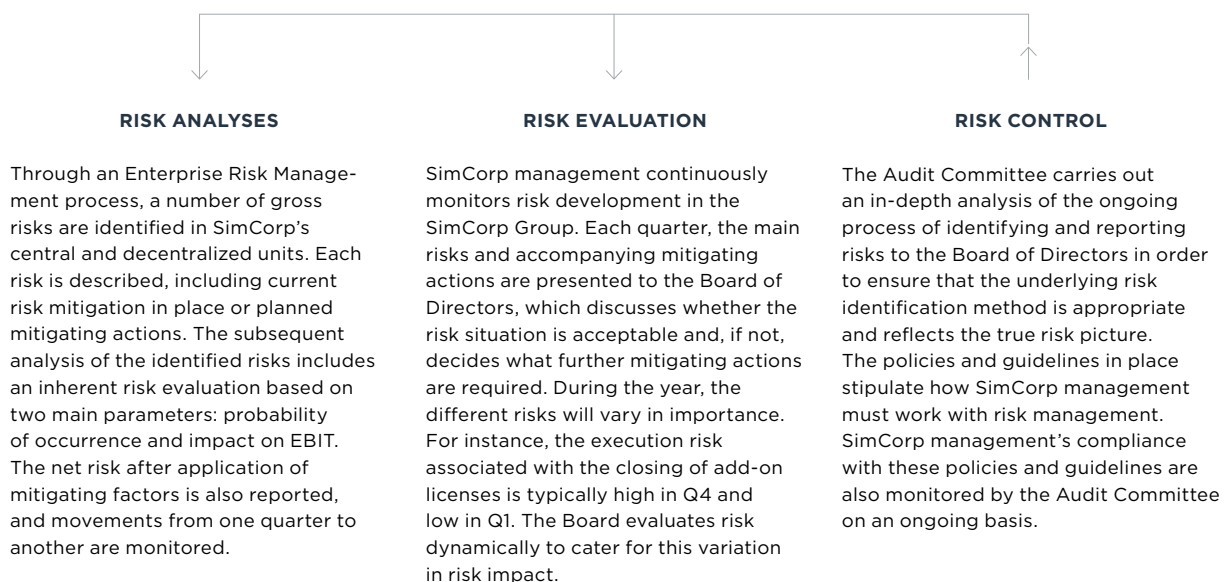 RISK ANALYSES
Through an Enterprise Risk Manage-
ment process, a number of gross
risks are identified in SimCorp's
central and decentralized units. Each
risk is described, including current
risk mitigation in place or planned
mitigating actions. The subsequent
analysis of the identified risks includes
an inherent risk evaluation based on
two main parameters: probability
of occurrence and impact on EBIT.
The net risk after application of
mitigating factors is also reported,
and movements from one quarter to
another are monitored.
RISK EVALUATION
SimCorp management continuously
monitors risk development in the
SimCorp Group. Each quarter, the main
risks and accompanying mitigating
actions are presented to the Board of
Directors, which discusses whether the
risk situation is acceptable and, if not,
decides what further mitigating actions
are required. During the year, the
different risks will vary in importance.
For instance, the execution risk
associated with the closing of add-on
licenses is typically high in Q4 and
low in Q1. The Board evaluates risk
dynamically to cater for this variation
in risk impact.
RISK CONTROL
The Audit Committee carries out
an in-depth analysis of the ongoing
process of identifying and reporting
risks to the Board of Directors in order
to ensure that the underlying risk
identification method is appropriate
and reflects the true risk picture.
The policies and guidelines in place
stipulate how SimCorp management
must work with risk management.
SimCorp management's compliance
with these policies and guidelines are
also monitored by the Audit Committee
on an ongoing basis.